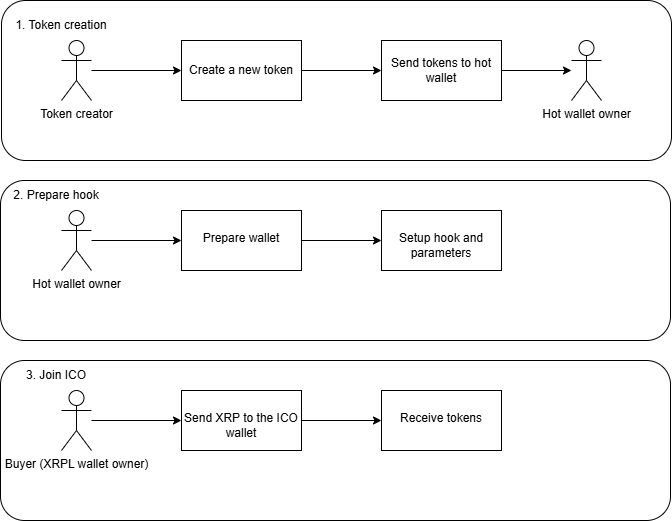 1. Token creation
Create a new token
Send tokens to hot
wallet
Token creator
Hot wallet owner
2. Prepare hook
Prepare wallet
Setup hook and
parameters
Hot wallet owner
3. Join ICO
Send XRP to the ICO
wallet
Receive tokens
Buyer (XRPL wallet owner)